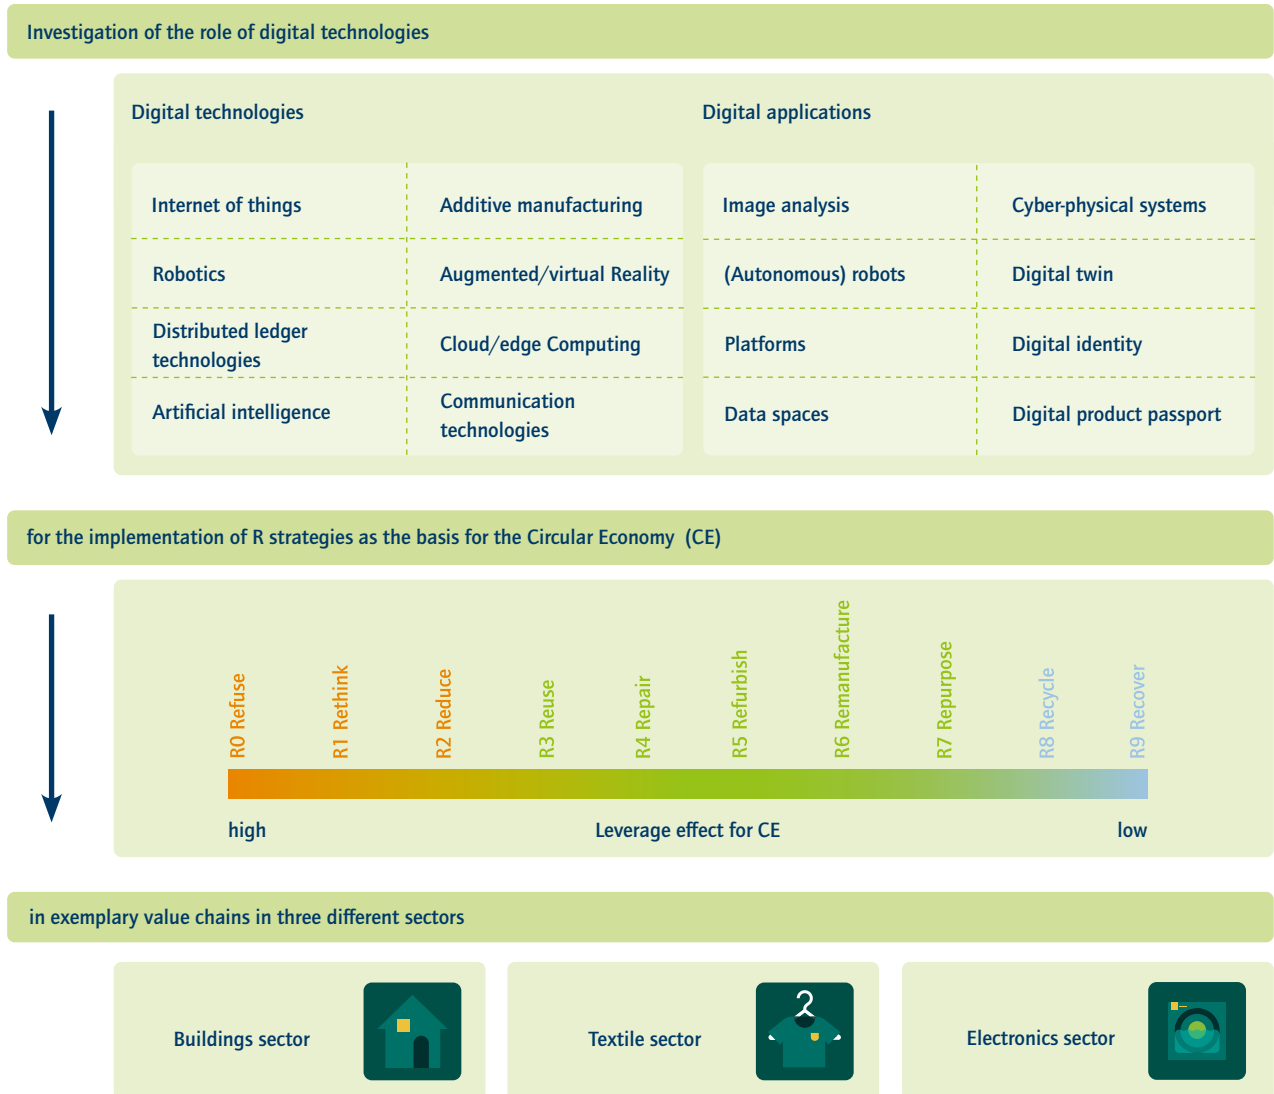 Investigation of the role of digital technologies
Digital technologies
Internet of things
Additive manufacturing
Robotics
Augmented/virtual Reality
Distributed ledger
technologies
Cloud/edge Computing
Artificial intelligence
Communication
technologies
Digital applications
Image analysis
Cyber-physical systems
(Autonomous) robots
Digital twin
Platforms
Digital identity
Data spaces
Digital product passport
for the implementation of R strategies as the basis for the Circular Economy (CE)
R0 Refuse
R1 Rethink
R2 Reduce
R3 Reuse
R4 Repair
R5 Refurbish
R6 Remanufacture
R7 Repurpose
R8 Recycle
R9 Recover
high
Leverage effect for CE
low
in exemplary value chains in three different sectors
Buildings sector
Textile sector
Electronics sector